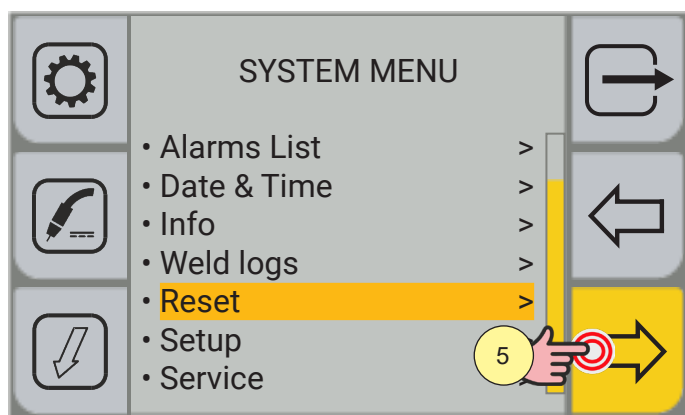 SYSTEM MENU
• Alarms List >
• Date & Time >
• Info >
• Weld logs >
• Reset >
• Setup
• Service
5